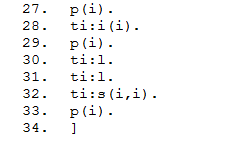 27. p(i).
28. ti:i(i).
29. p(i).
30. ti:l.
31. ti:l.
32. ti:s(i,i).
33. p(i).
34. ]